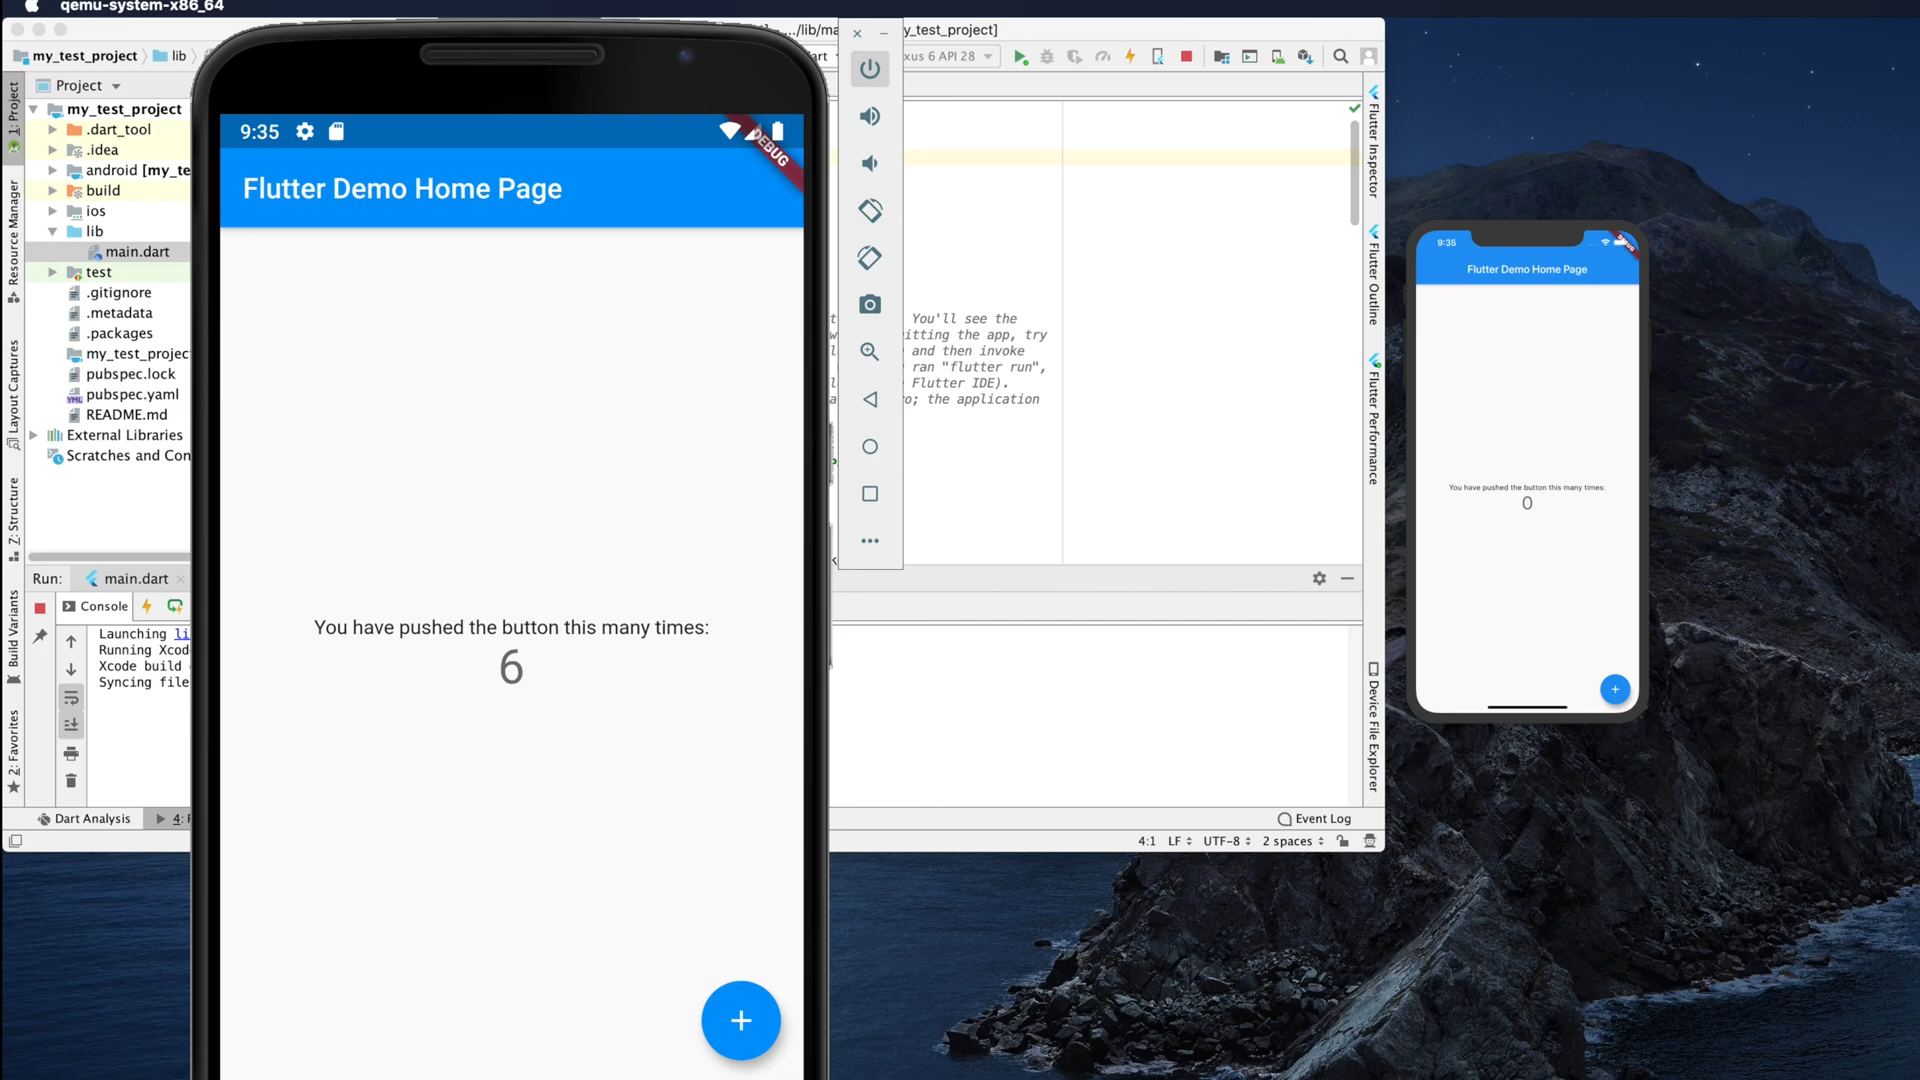 qemu-system-x86_64
.../lib/ma
y_test_project]
my_test_project
lib
art
xus 6 API 28
Project
my_test_project
.dart_tool
.idea
android [my_te
build
ios
lib
main.dart
test
.gitignore
.metadata
.packages
my_test_projec
pubspec.lock
pubspec.yaml
README.md
External Libraries
Scratches and Con
1: Project
Resource Manager
Layout Captures
Z: Structure
Build Variants
2: Favorites
9:35
DEBUG
Flutter Demo Home Page
You have pushed the button this many times:
6
+
You'll see the
itting the app, try
and then invoke
ran "flutter run",
Flutter IDE).
o; the application
Flutter Inspector
Flutter Outline
Flutter Performance
Device File Explorer
Run:
main.dart
Console
Launching li
Running Xcod
Xcode build
Syncing file
Dart Analysis
4:
Event Log
4:1
LF
UTF-8
2 spaces
9:35
DEBUG
Flutter Demo Home Page
You have pushed the button this many times:
0
+